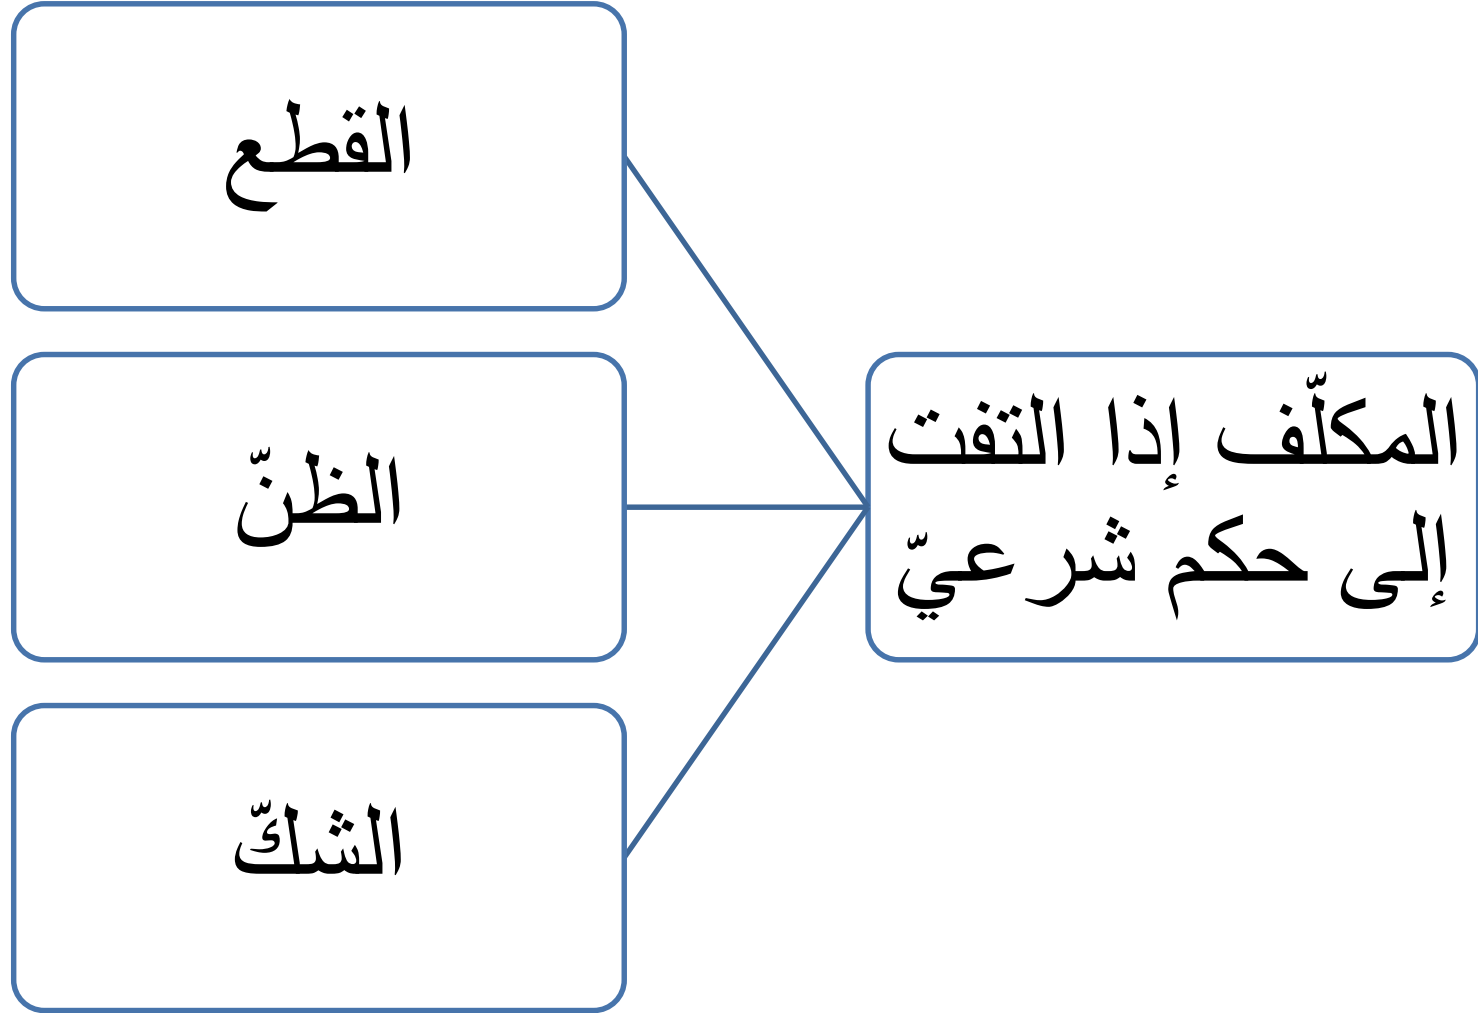 المكلّف إذا التفت
إلى حكم شرعيّ
القطع
الظنّ
الشكّ